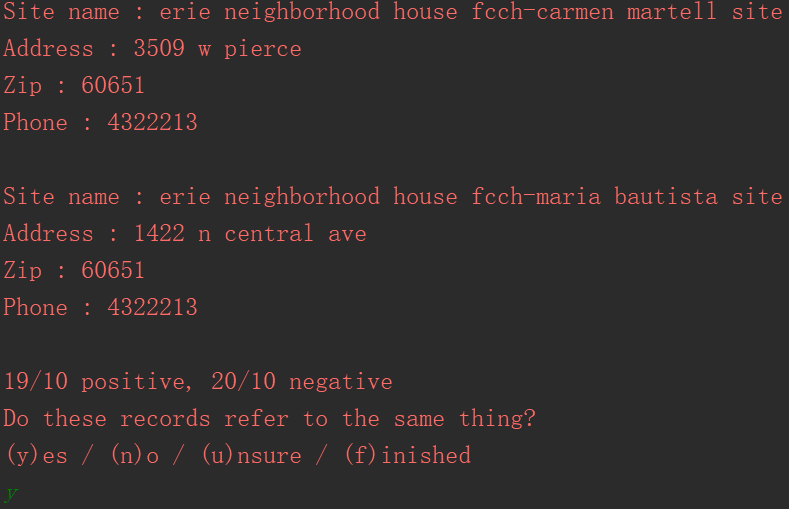 Site name : erie neighborhood house fcch-carmen martell site
Address : 3509 w pierce
Zip : 60651
Phone : 4322213
Site name : erie neighborhood house fcch-maria bautista site
Address : 1422 n central ave
Zip : 60651
Phone : 4322213
19/10 positive, 20/10 negative
Do these records refer to the same thing?
(y)es / (n)o / (u)nsure / (f)inished
y